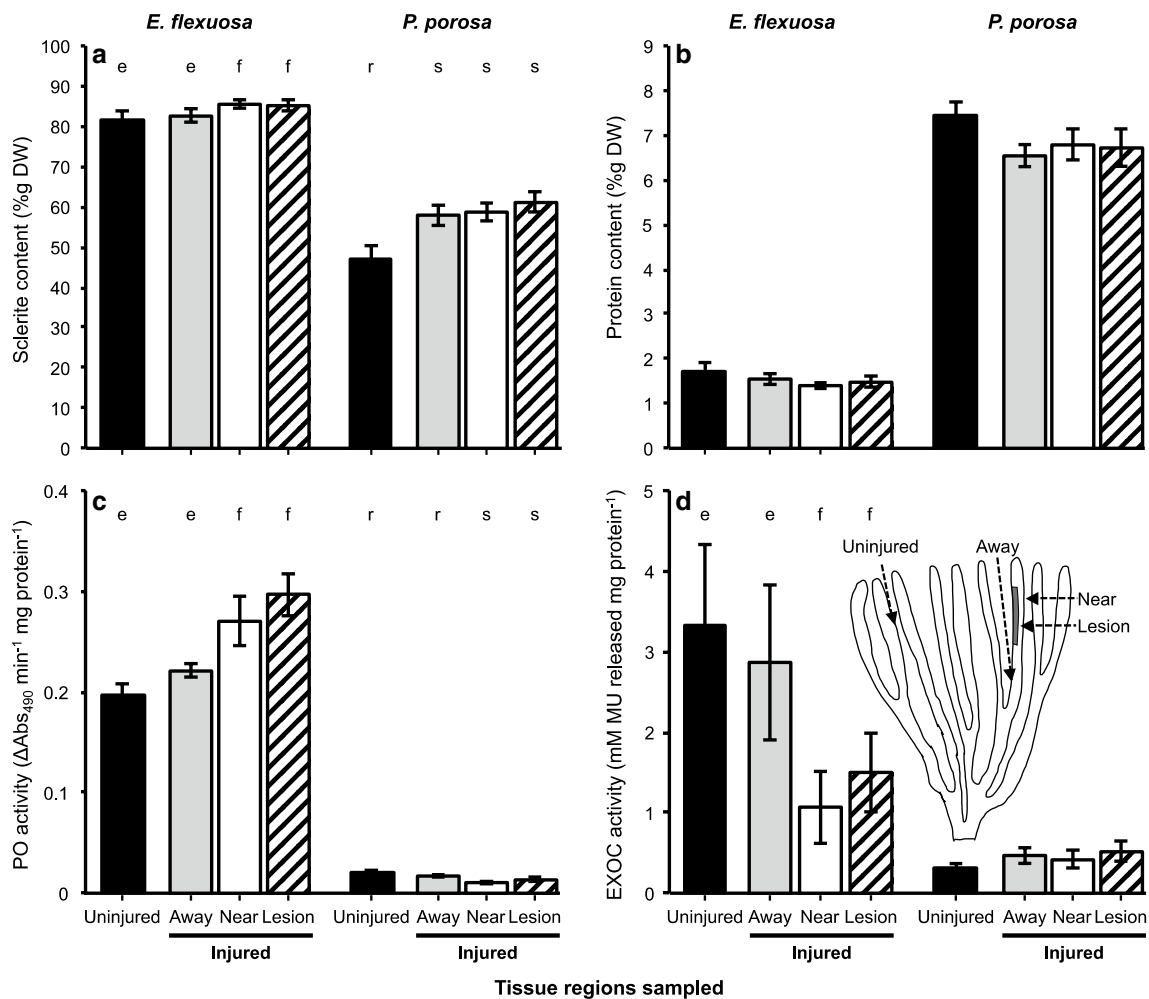 E. flexuosa P. porosa
a
e e f f r s s s
100
90
80
70
60
50
40
30
20
10
0
Sclerite content (%g DW)
E. flexuosa P. porosa
b
9
8
7
6
5
4
3
2
1
0
Protein content (%g DW)
c
e e f f r r s s
0.4
0.3
0.2
0.1
0
PO activity (ΔAbs₄₉₀ min⁻¹ mg protein⁻¹)
Uninjured Away Near Lesion Uninjured Away Near Lesion
Injured Injured
d
e e f f
5
4
3
2
1
0
EXOC activity (mM MU released mg protein⁻¹)
Uninjured Away
Near
Lesion
Uninjured Away Near Lesion Uninjured Away Near Lesion
Injured Injured
Tissue regions sampled